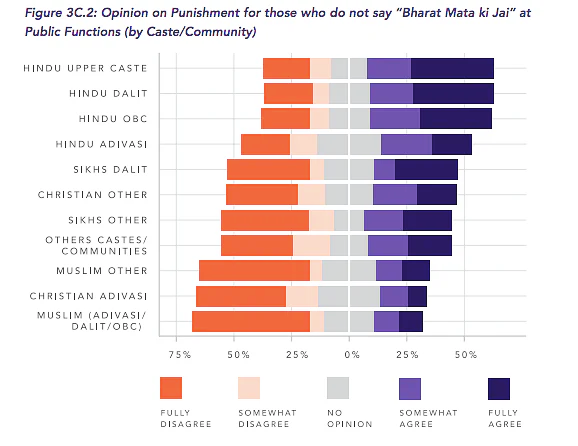 Figure 3C.2: Opinion on Punishment for those who do not say “Bharat Mata ki Jai” at
Public Functions (by Caste/Community)
HINDU UPPER CASTE
HINDU DALIT
HINDU OBC
HINDU ADIVASI
SIKHS DALIT
CHRISTIAN OTHER
SIKHS OTHER
OTHERS CASTES/
COMMUNITIES
MUSLIM OTHER
CHRISTIAN ADIVASI
MUSLIM (ADIVASI/
DALIT/OBC)
75% 50% 25% 0% 25% 50%
FULLY
DISAGREE
SOMEWHAT
DISAGREE
NO
OPINION
SOMEWHAT
AGREE
FULLY
AGREE